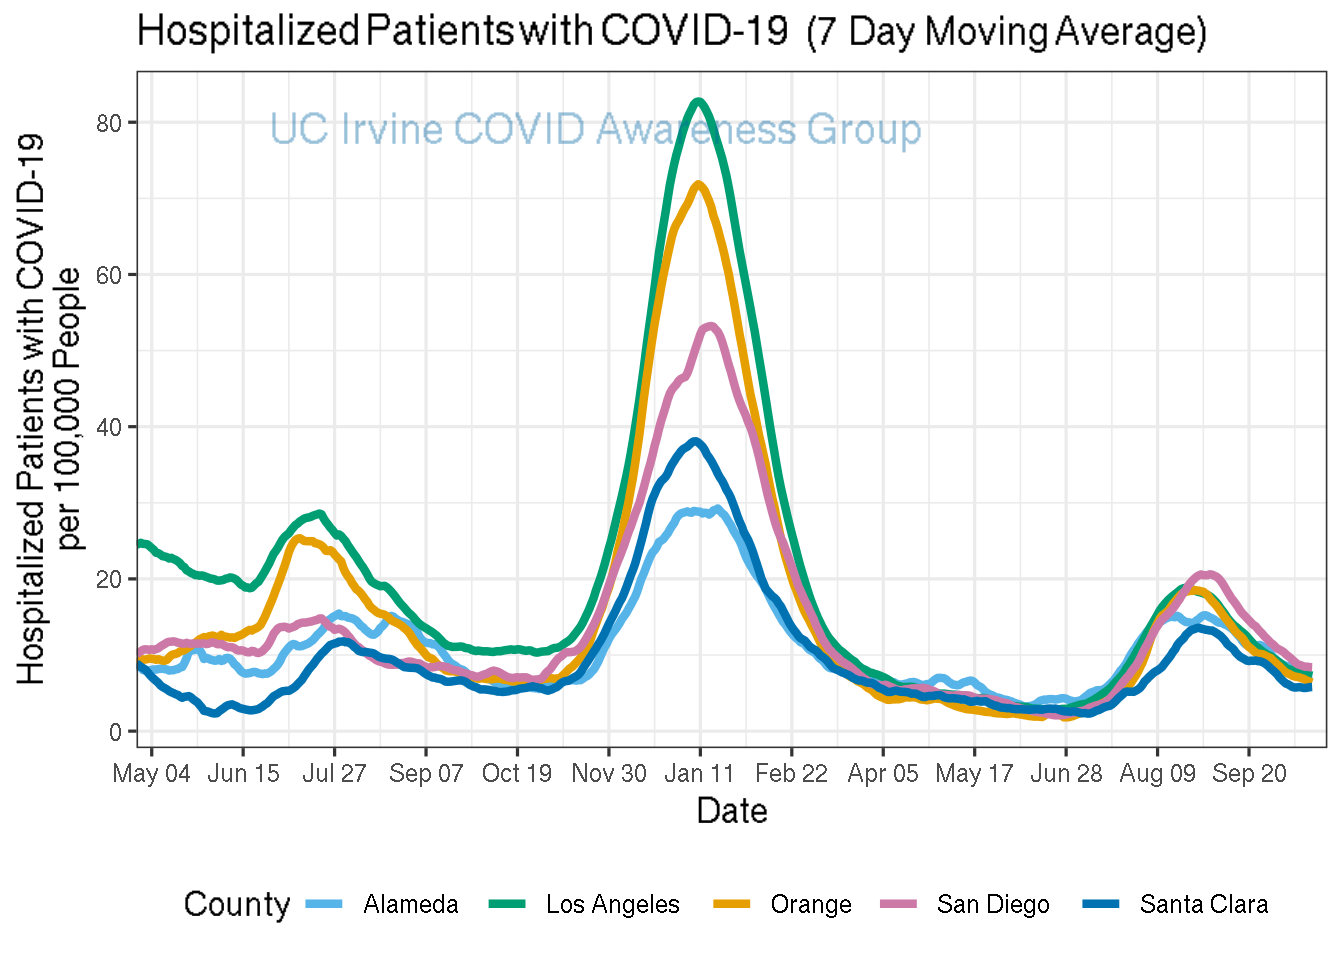 Hospitalized Patients with COVID-19 (7 Day Moving Average)
UC Irvine COVID Awareness Group
Hospitalized Patients with COVID-19
per 100,000 People
80
60
40
20
0
May 04 Jun 15 Jul 27 Sep 07 Oct 19 Nov 30 Jan 11 Feb 22 Apr 05 May 17 Jun 28 Aug 09 Sep 20
Date
County Alameda Los Angeles Orange San Diego Santa Clara